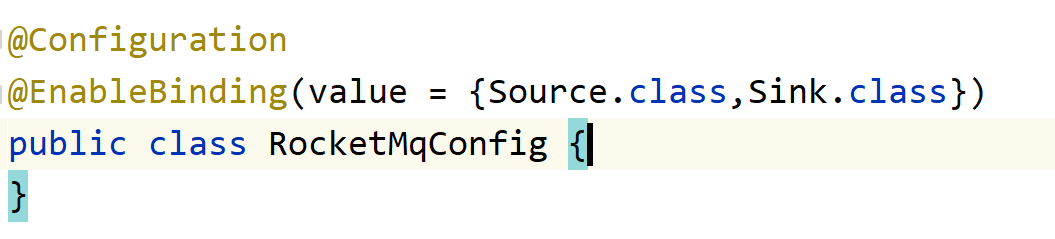 @Configuration
@EnableBinding(value = {Source.class,Sink.class})
public class RocketMqConfig {
}